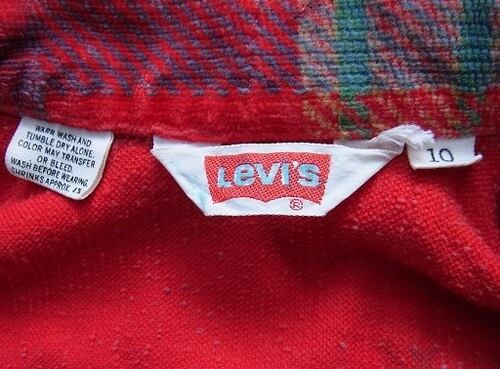 WARM WASH AND
TUMBLE DRY ALONE.
COLOR MAY TRANSFER
OR BLEED.
WASH BEFORE WEARING.
SHRINKS APPROX.
Levi's
®
10